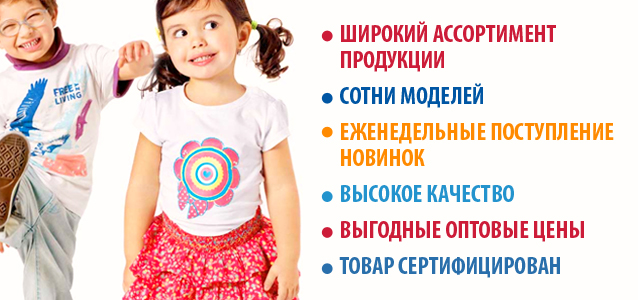 FREE
LIVING
ШИРОКИЙ АССОРТИМЕНТ
ПРОДУКЦИИ
СОТНИ МОДЕЛЕЙ
ЕЖЕНЕДЕЛЬНЫЕ ПОСТУПЛЕНИЕ
НОВИНОК
ВЫСОКОЕ КАЧЕСТВО
ВЫГОДНЫЕ ОПТОВЫЕ ЦЕНЫ
ТОВАР СЕРТИФИЦИРОВАН